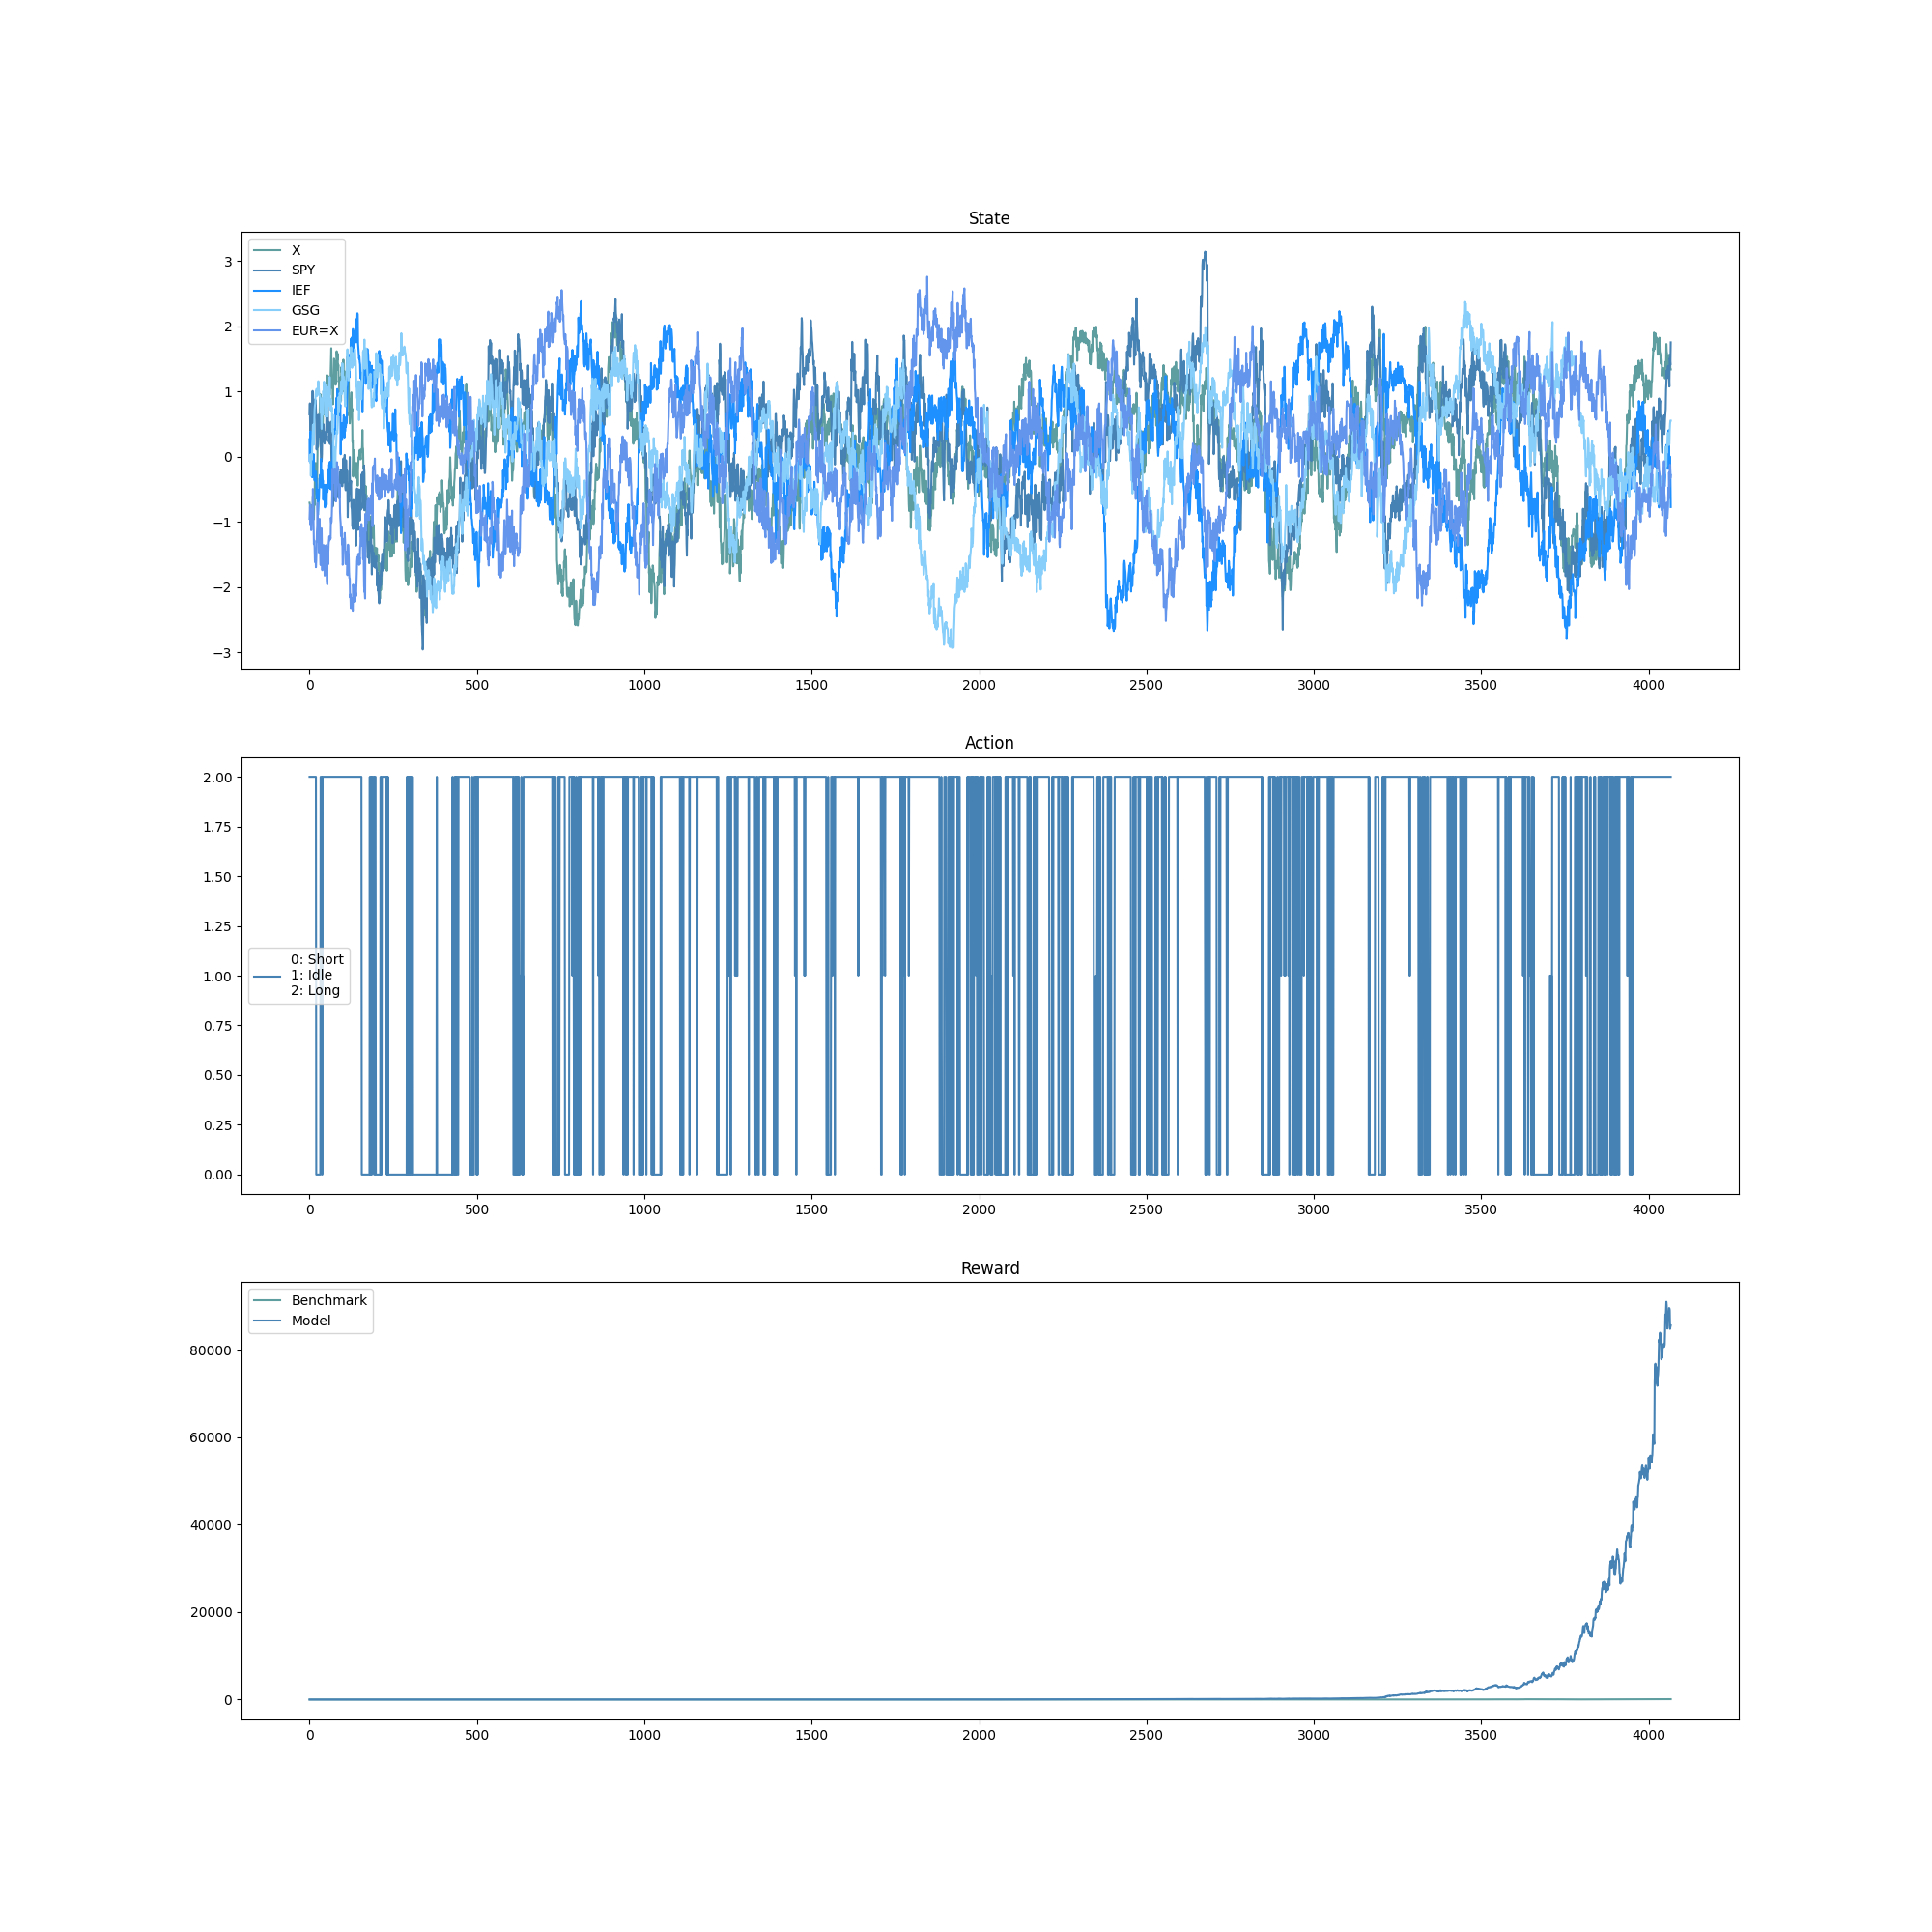 State
X
SPY
IEF
GSG
EUR=X
3
2
1
0
−1
−2
−3
0 500 1000 1500 2000 2500 3000 3500 4000
Action
2.00
1.75
1.50
1.25
1.00
0.75
0.50
0.25
0.00
0: Short
1: Idle
2: Long
0 500 1000 1500 2000 2500 3000 3500 4000
Reward
Benchmark
Model
80000
60000
40000
20000
0
0 500 1000 1500 2000 2500 3000 3500 4000